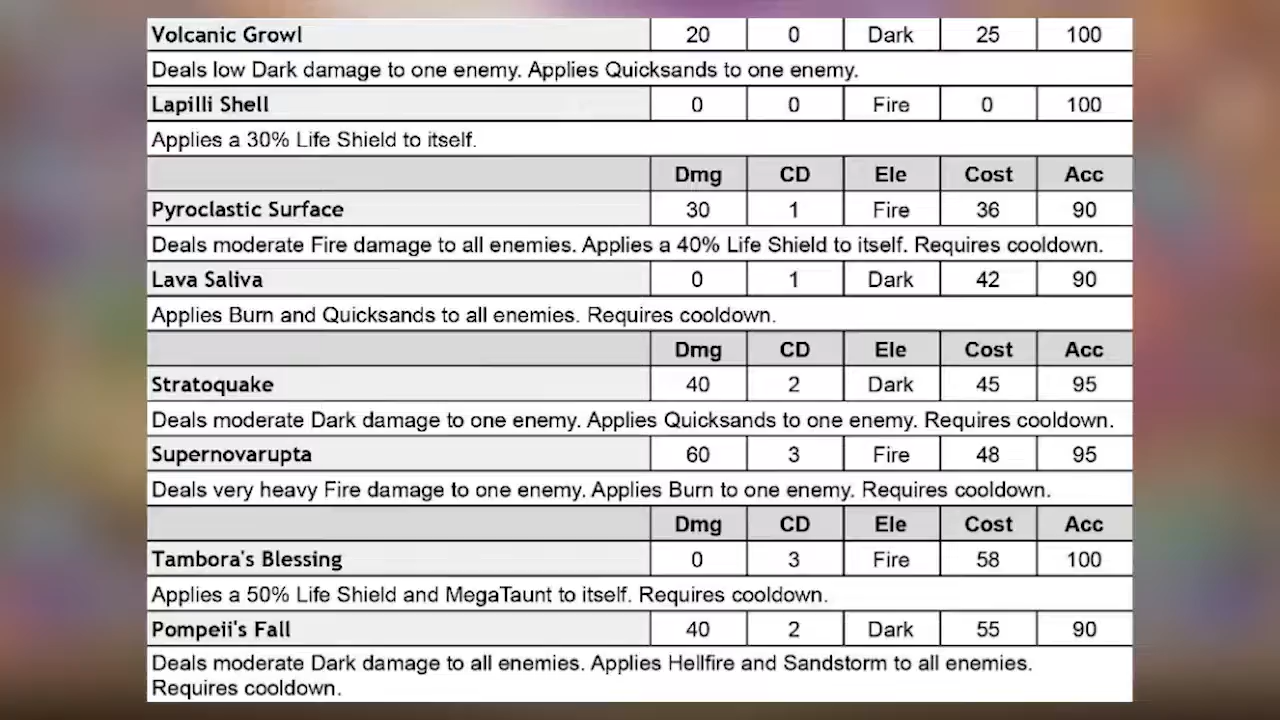 Volcanic Growl 20 0 Dark 25 100
Deals low Dark damage to one enemy. Applies Quicksands to one enemy.
Lapilli Shell 0 0 Fire 0 100
Applies a 30% Life Shield to itself.
Dmg CD Ele Cost Acc
Pyroclastic Surface 30 1 Fire 36 90
Deals moderate Fire damage to all enemies. Applies a 40% Life Shield to itself. Requires cooldown.
Lava Saliva 0 1 Dark 42 90
Applies Burn and Quicksands to all enemies. Requires cooldown.
Dmg CD Ele Cost Acc
Stratoquake 40 2 Dark 45 95
Deals moderate Dark damage to one enemy. Applies Quicksands to one enemy. Requires cooldown.
Supernovarupta 60 3 Fire 48 95
Deals very heavy Fire damage to one enemy. Applies Burn to one enemy. Requires cooldown.
Dmg CD Ele Cost Acc
Tambora's Blessing 0 3 Fire 58 100
Applies a 50% Life Shield and MegaTaunt to itself. Requires cooldown.
Pompeii's Fall 40 2 Dark 55 90
Deals moderate Dark damage to all enemies. Applies Hellfire and Sandstorm to all enemies.
Requires cooldown.